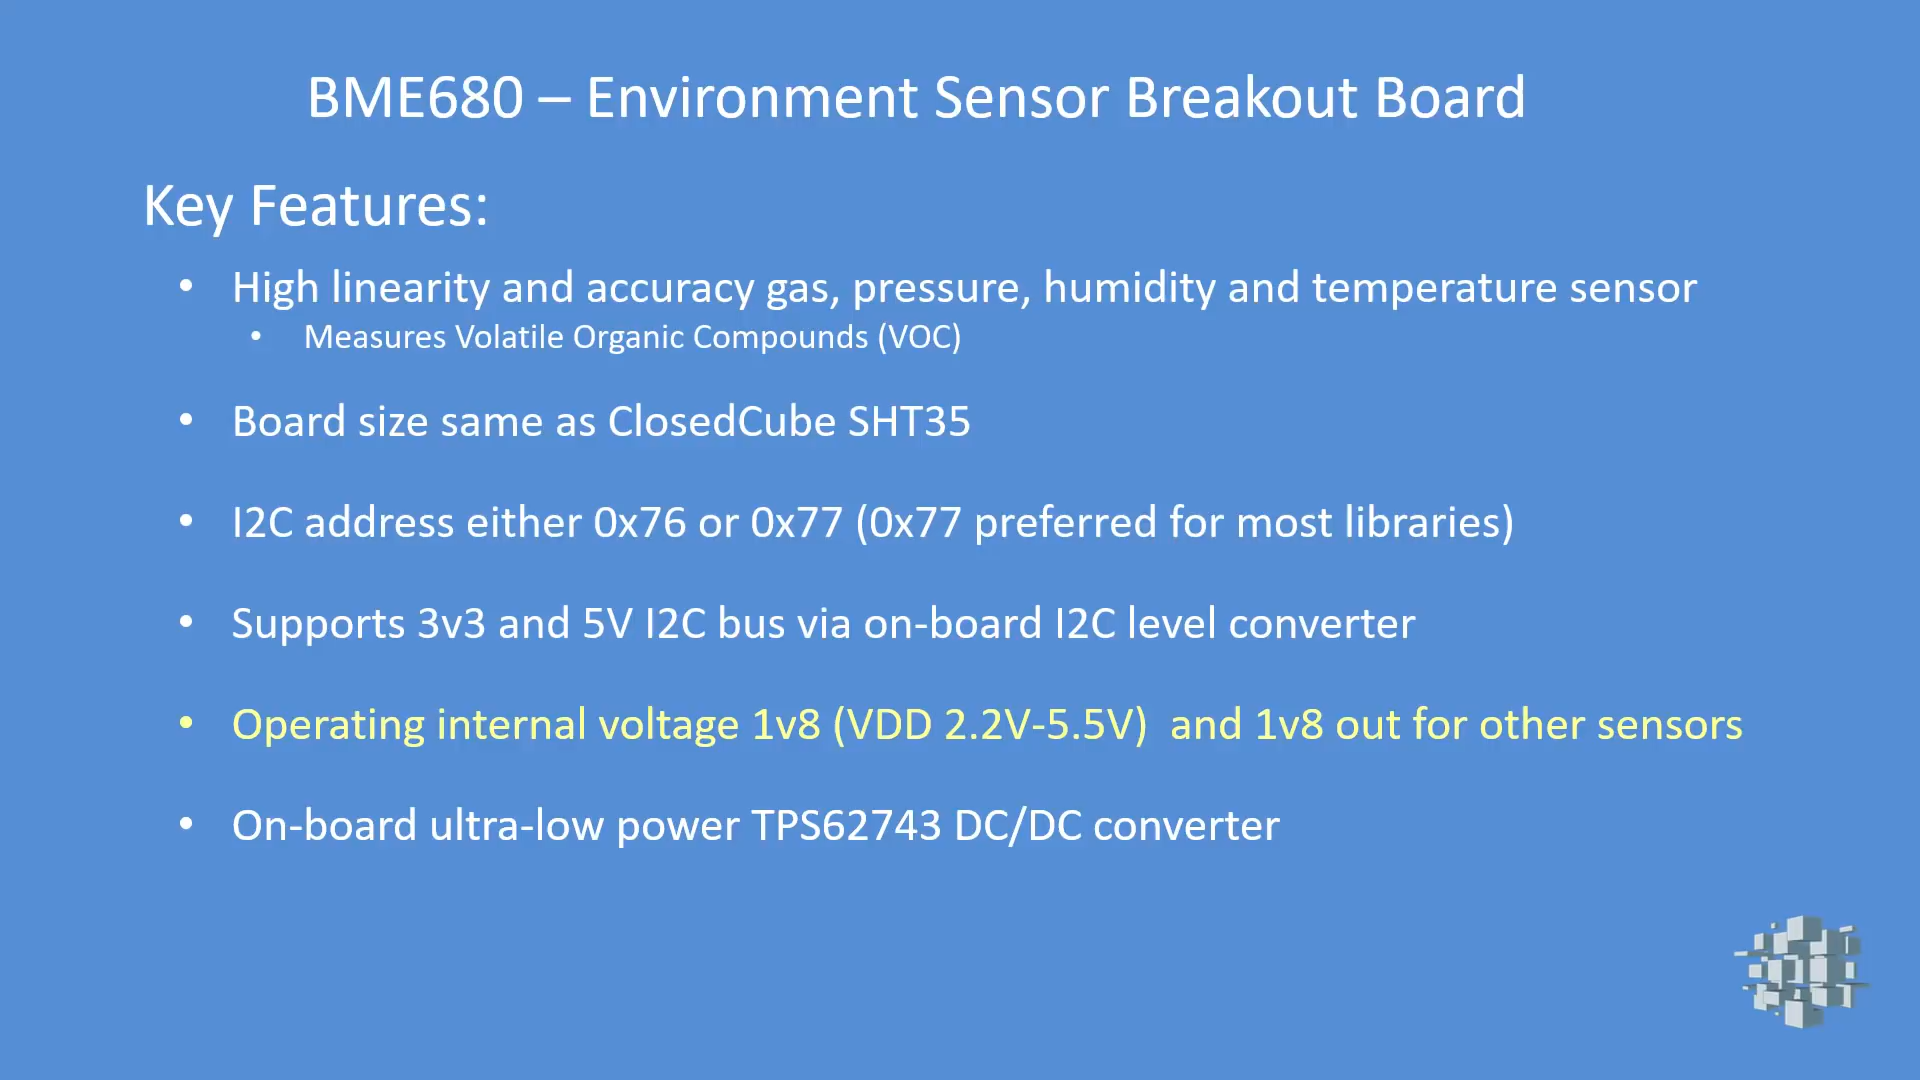 BME680 – Environment Sensor Breakout Board
Key Features:
• High linearity and accuracy gas, pressure, humidity and temperature sensor
• Measures Volatile Organic Compounds (VOC)
• Board size same as ClosedCube SHT35
• I2C address either 0x76 or 0x77 (0x77 preferred for most libraries)
• Supports 3v3 and 5V I2C bus via on-board I2C level converter
• Operating internal voltage 1v8 (VDD 2.2V-5.5V)  and 1v8 out for other sensors
• On-board ultra-low power TPS62743 DC/DC converter